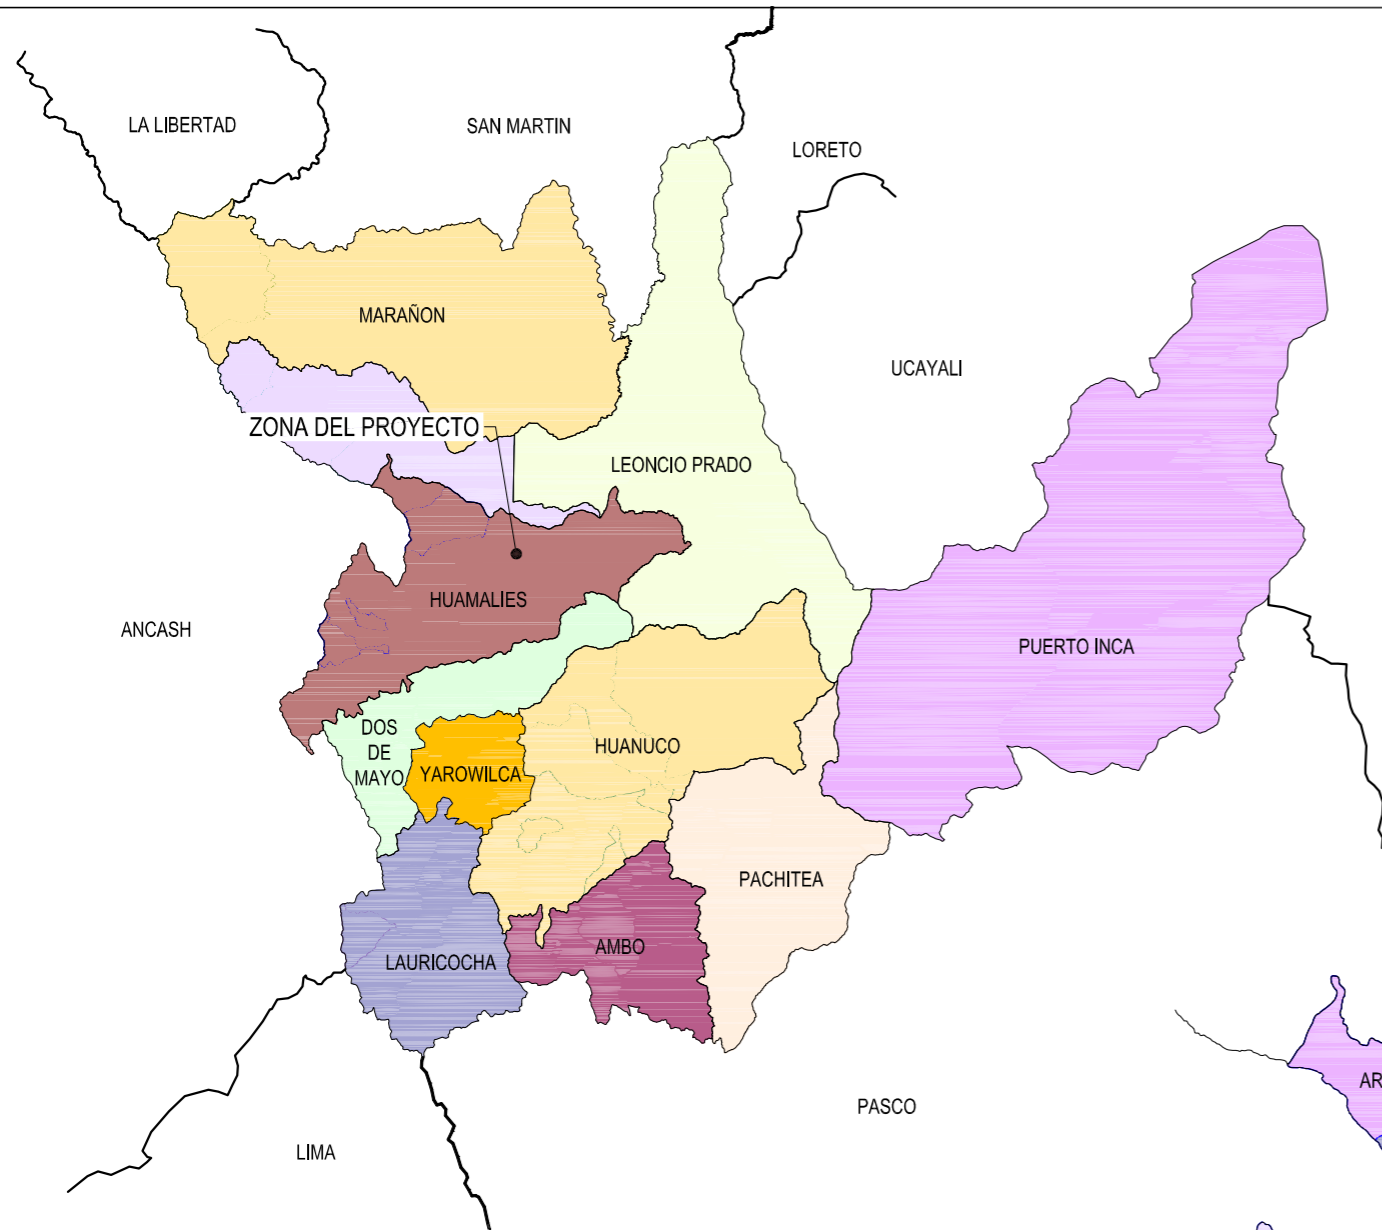 LA LIBERTAD
SAN MARTIN
LORETO
MARAÑON
UCAYALI
ZONA DEL PROYECTO
LEONCIO PRADO
HUAMALIES
ANCASH
PUERTO INCA
DOS
DE
MAYO
HUANUCO
YAROWILCA
PACHITEA
AMBO
LAURICOCHA
AR
PASCO
LIMA